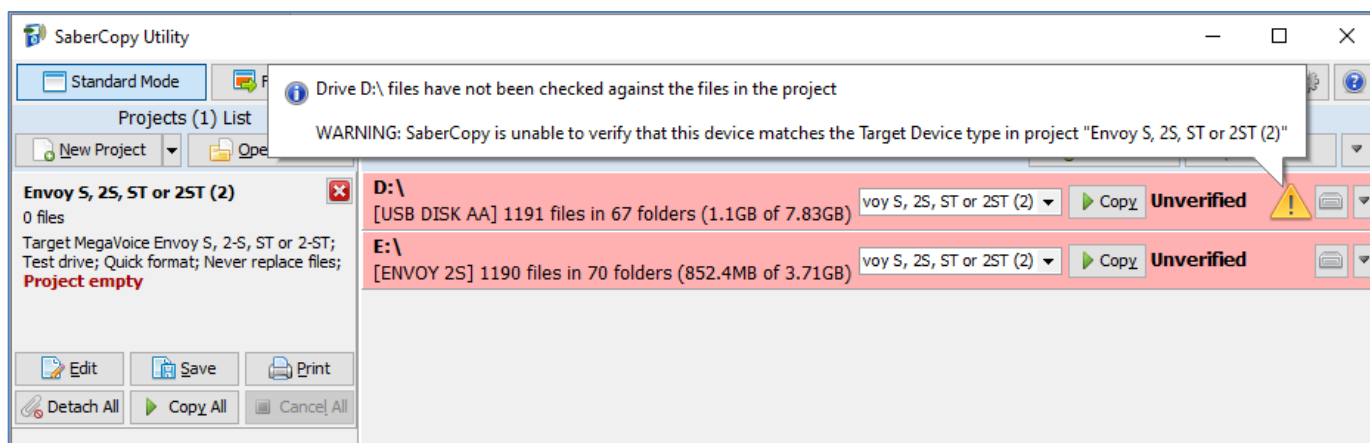 SaberCopy Utility
Standard Mode
Drive D:\ files have not been checked against the files in the project
WARNING: SaberCopy is unable to verify that this device matches the Target Device type in project "Envoy S, 2S, ST or 2ST (2)"
Projects (1) List
New Project
Envoy S, 2S, ST or 2ST (2)
0 files
Target MegaVoice Envoy S, 2-S, ST or 2-ST;
Test drive; Quick format; Never replace files;
Project empty
Edit
Save
Print
Detach All
Copy All
Cancel All
D:\
[USB DISK AA] 1191 files in 67 folders (1.1GB of 7.83GB)
voy S, 2S, ST or 2ST (2)
Copy
Unverified
E:\
[ENVOY 2S] 1190 files in 70 folders (852.4MB of 3.71GB)
voy S, 2S, ST or 2ST (2)
Copy
Unverified